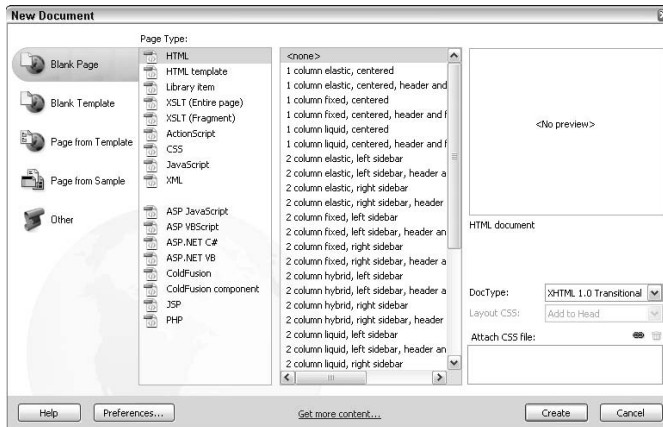 New Document
Blank Page
Blank Template
Page from Template
Page from Sample
Other
Page Type:
HTML
HTML template
Library item
XSLT (Entire page)
XSLT (Fragment)
ActionScript
CSS
JavaScript
XML
ASP JavaScript
ASP VBScript
ASP.NET C#
ASP.NET VB
ColdFusion
ColdFusion component
JSP
PHP
<none>
1 column elastic, centered
1 column elastic, centered, header and
1 column fixed, centered
1 column fixed, centered, header and f
1 column liquid, centered
1 column liquid, centered, header and f
2 column elastic, left sidebar
2 column elastic, left sidebar, header a
2 column elastic, right sidebar
2 column elastic, right sidebar, header
2 column fixed, left sidebar
2 column fixed, left sidebar, header an
2 column fixed, right sidebar
2 column fixed, right sidebar, header a
2 column hybrid, left sidebar
2 column hybrid, left sidebar, header a
2 column hybrid, right sidebar
2 column hybrid, right sidebar, header
2 column liquid, left sidebar
2 column liquid, left sidebar, header an
2 column liquid, right sidebar
<No preview>
HTML document
DocType: XHTML 1.0 Transitional
Layout CSS: Add to Head
Attach CSS file:
Help Preferences... Get more content... Create Cancel